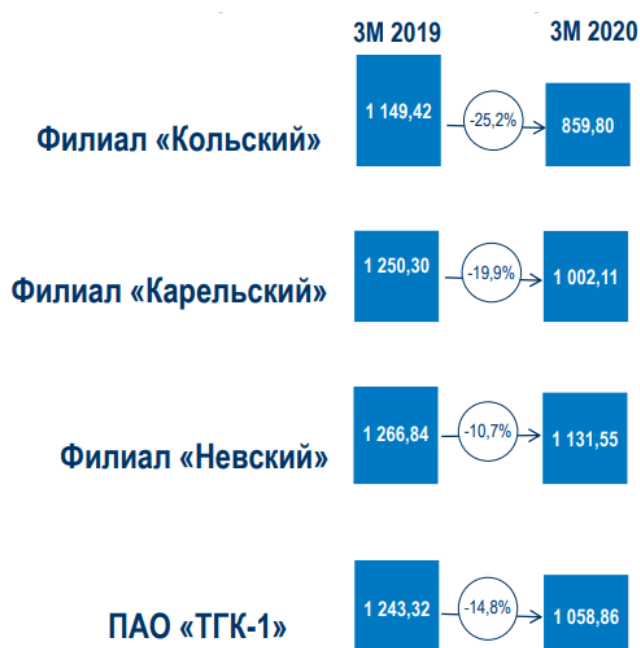 3М 2019 3М 2020
Филиал «Кольский» 1 149,42 -25,2% 859,80
Филиал «Карельский» 1 250,30 -19,9% 1 002,11
Филиал «Невский» 1 266,84 -10,7% 1 131,55
ПАО «ТГК-1» 1 243,32 -14,8% 1 058,86